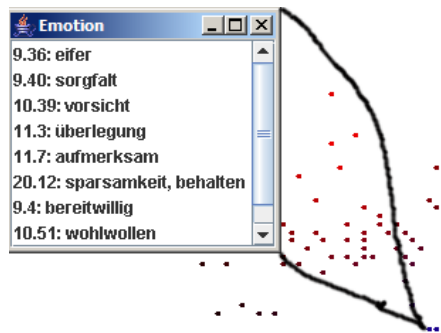 Emotion
9.36: eifer
9.40: sorgfalt
10.39: vorsicht
11.3: überlegung
11.7: aufmerksam
20.12: sparsamkeit, behalten
9.4: bereitwillig
10.51: wohlwollen